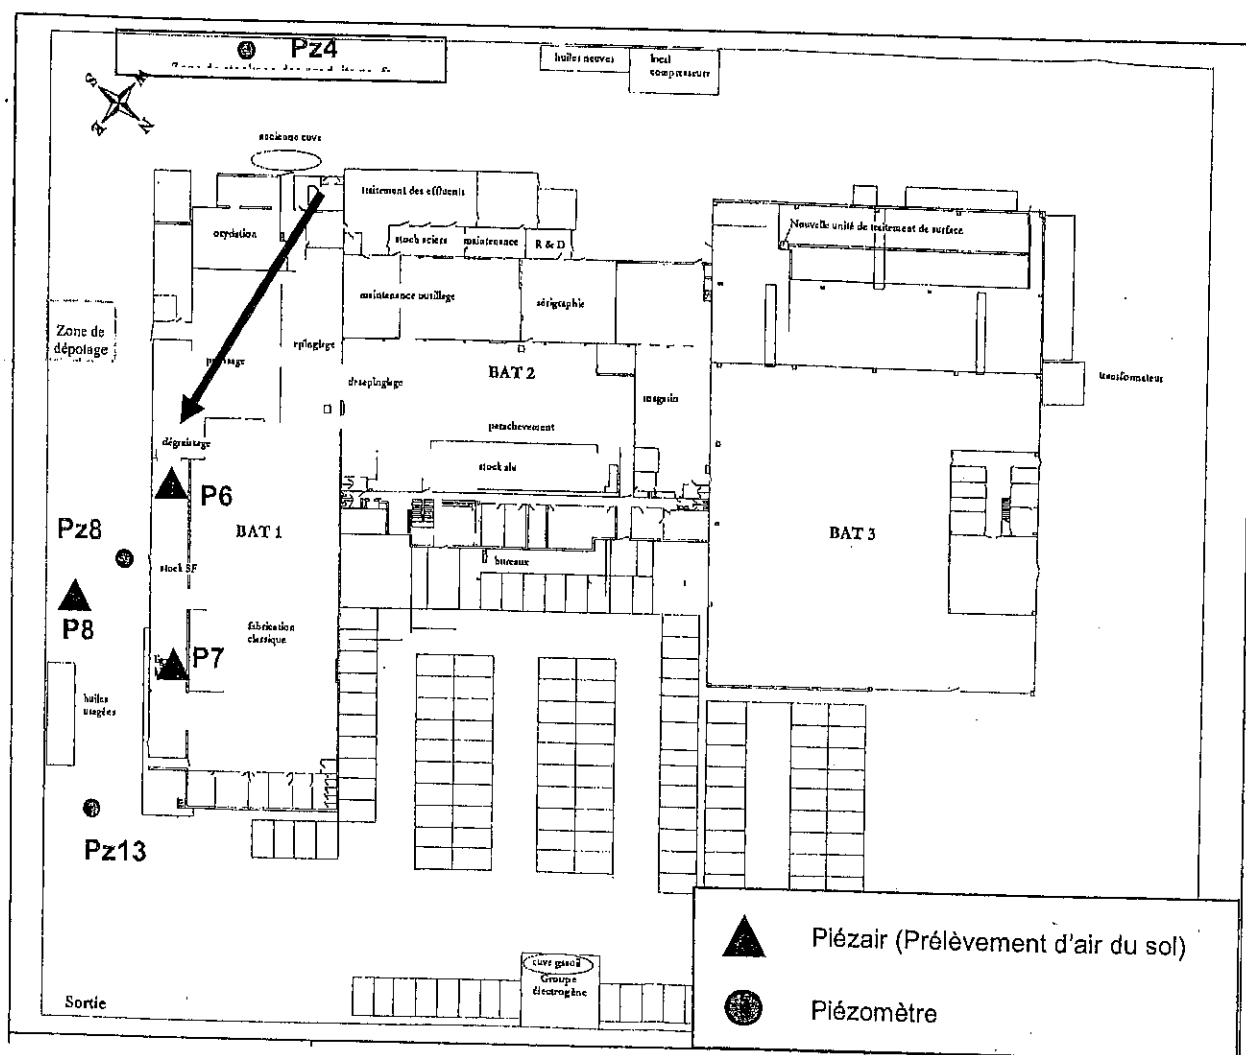 Pz4
huiles neuves
local
compresseurs
S
W
E
N
ancienne cuve
traitement des effluents
oxydation
stock aciers
maintenance
R & D
Nouvelle unité de traitement de surface
maintenance outillage
sérigraphie
Zone de
dépotage
épinglage
désépinglage
BAT 2
magasin
transformateur
parachèvement
dégraissage
stock alu
P6
BAT 1
BAT 3
Pz8
stock SF
bureaux
P8
fabrication
classique
P7
huiles
usagées
Pz13
Piézair (Prélèvement d'air du sol)
cuve gasoil
Groupe
électrogène
Sortie
Piézomètre